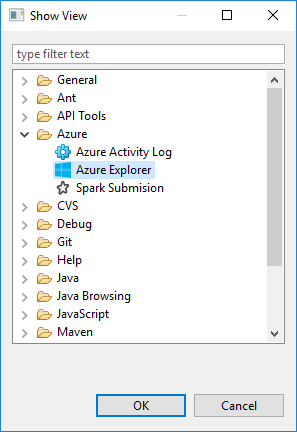 Show View
type filter text
General
Ant
API Tools
Azure
Azure Activity Log
Azure Explorer
Spark Submision
CVS
Debug
Git
Help
Java
Java Browsing
JavaScript
Maven
OK
Cancel